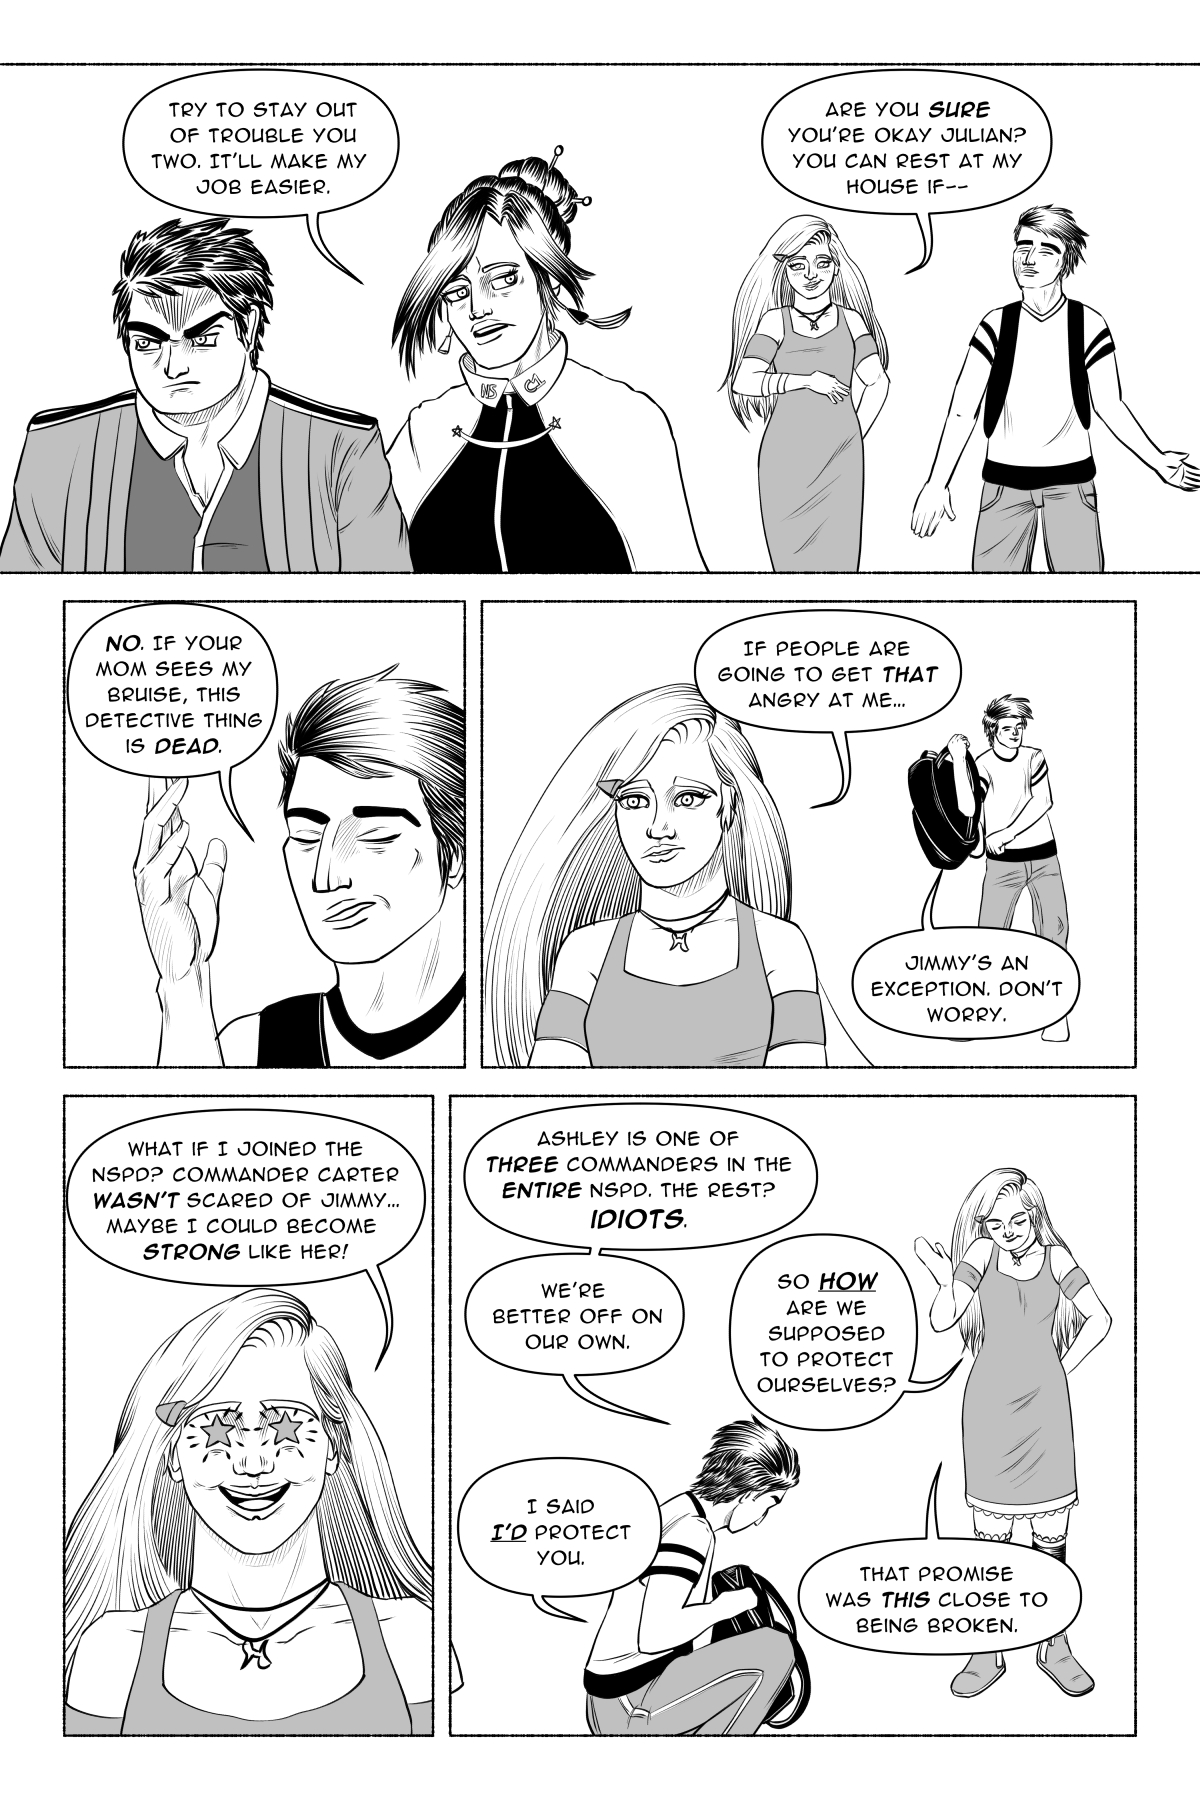 TRY TO STAY OUT
OF TROUBLE YOU
TWO. IT'LL MAKE MY
JOB EASIER.
ARE YOU SURE
YOU'RE OKAY JULIAN?
YOU CAN REST AT MY
HOUSE IF--
NS C1
NO. IF YOUR
MOM SEES MY
BRUISE, THIS
DETECTIVE THING
IS DEAD.
IF PEOPLE ARE
GOING TO GET THAT
ANGRY AT ME...
JIMMY'S AN
EXCEPTION. DON'T
WORRY.
WHAT IF I JOINED THE
NSPD? COMMANDER CARTER
WASN'T SCARED OF JIMMY...
MAYBE I COULD BECOME
STRONG LIKE HER!
ASHLEY IS ONE OF
THREE COMMANDERS IN THE
ENTIRE NSPD. THE REST?
IDIOTS.
WE'RE
BETTER OFF ON
OUR OWN.
SO HOW
ARE WE
SUPPOSED
TO PROTECT
OURSELVES?
I SAID
I'D PROTECT
YOU.
THAT PROMISE
WAS THIS CLOSE TO
BEING BROKEN.